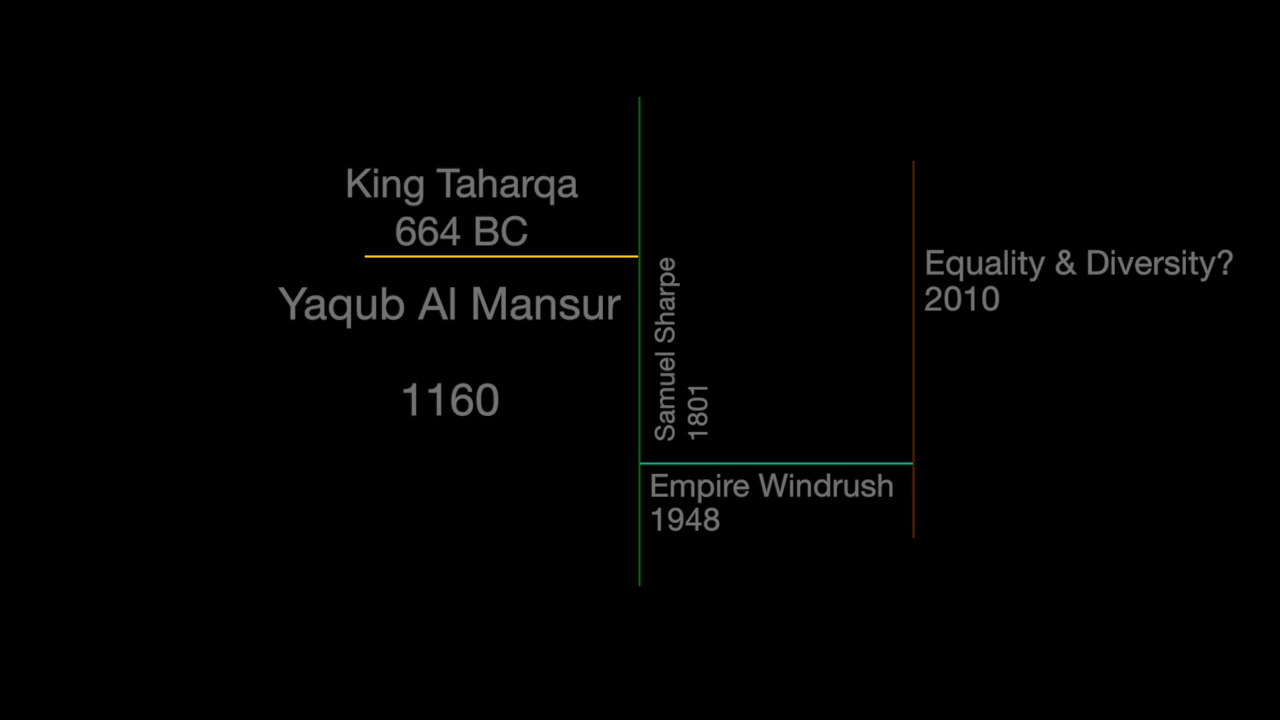 King Taharqa
664 BC
Yaqub Al Mansur
1160
Samuel Sharpe
1801
Empire Windrush
1948
Equality & Diversity?
2010